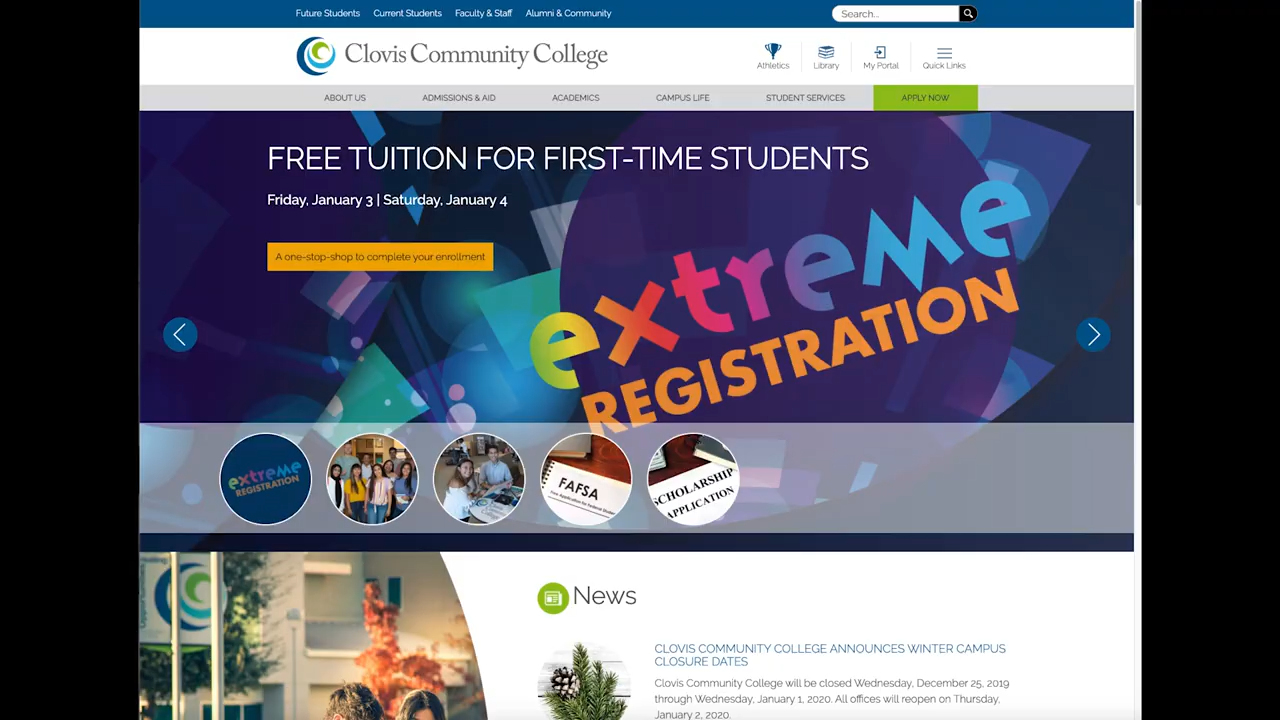 Future Students Current Students Faculty & Staff Alumni & Community
Search...
Clovis Community College
Athletics Library My Portal Quick Links
ABOUT US ADMISSIONS & AID ACADEMICS CAMPUS LIFE STUDENT SERVICES APPLY NOW
FREE TUITION FOR FIRST-TIME STUDENTS
Friday, January 3 | Saturday, January 4
A one-stop-shop to complete your enrollment
extreme
REGISTRATION
extreme
REGISTRATION
FAFSA
SCHOLARSHIP
APPLICATION
News
CLOVIS COMMUNITY COLLEGE ANNOUNCES WINTER CAMPUS
CLOSURE DATES
Clovis Community College will be closed Wednesday, December 25, 2019
through Wednesday, January 1, 2020. All offices will reopen on Thursday,
January 2, 2020.